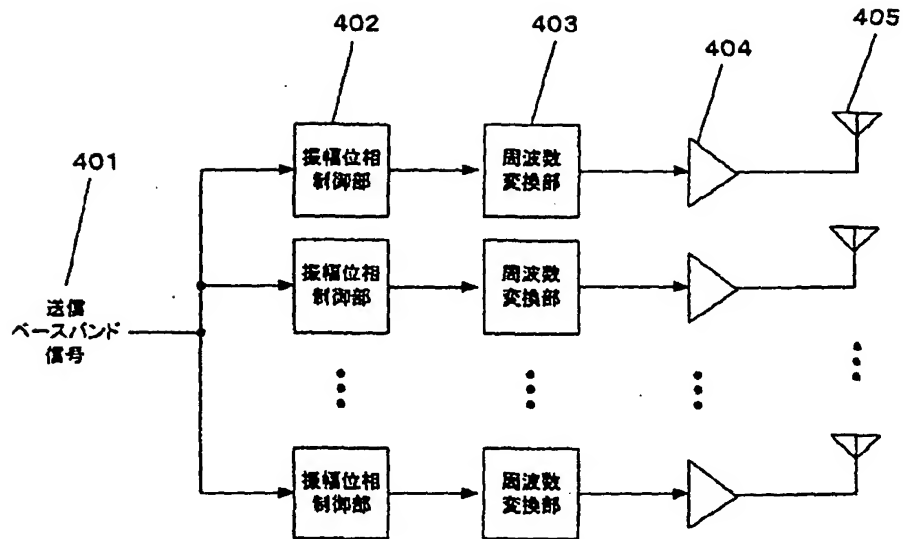 402
403
404
405
401
振幅位相
制御部
周波数
変換部
振幅位相
制御部
周波数
変換部
送信
ベースバンド
信号
振幅位相
制御部
周波数
変換部